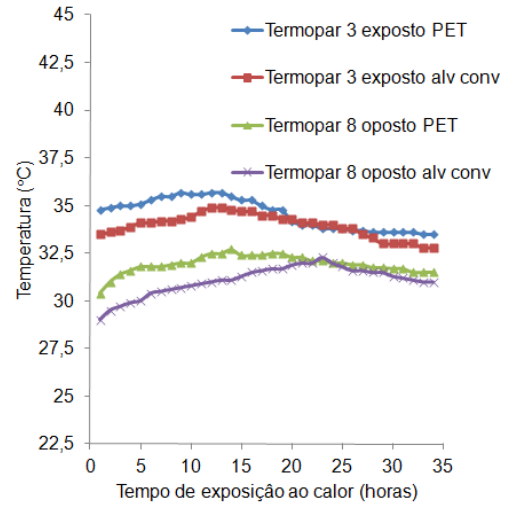 45
42,5
40
37,5
35
32,5
30
27,5
25
22,5
Temperatura (°C)
Termopar 3 exposto PET
Termopar 3 exposto alv conv
Termopar 8 oposto PET
Termopar 8 oposto alv conv
0 5 10 15 20 25 30 35
Tempo de exposição ao calor (horas)